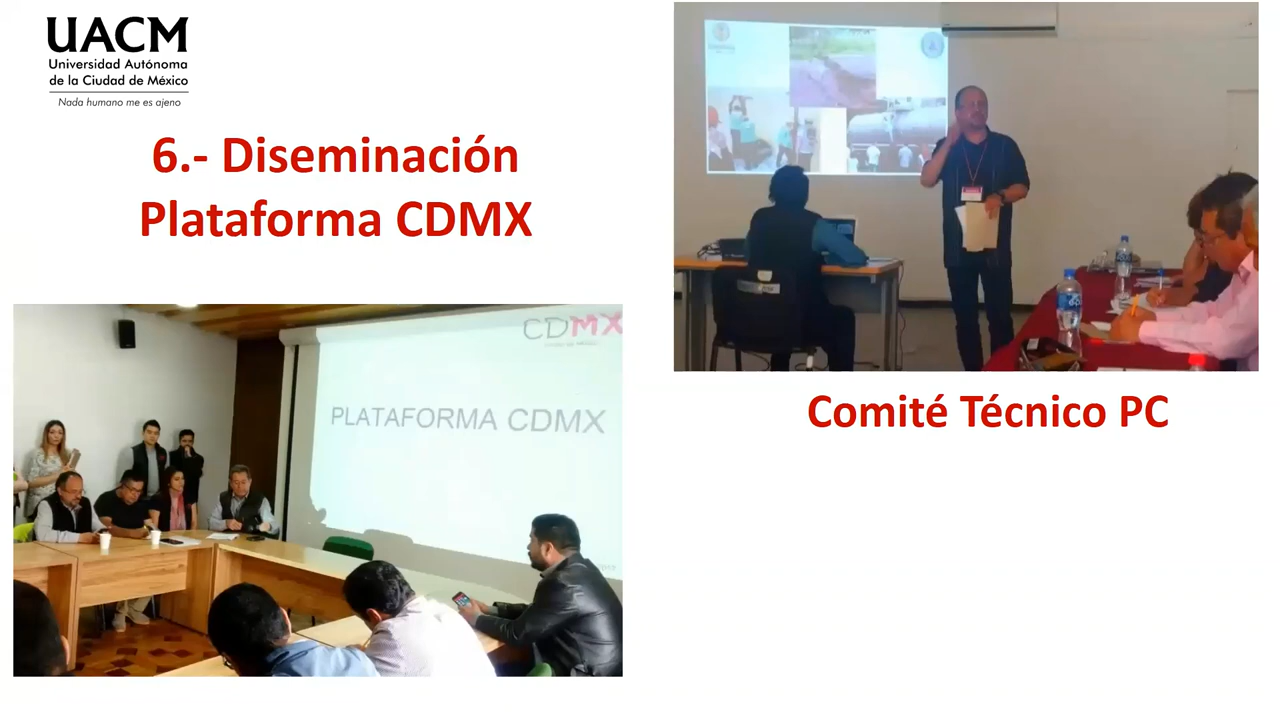 UACM
Universidad Autónoma
de la Ciudad de México
Nada humano me es ajeno
6.- Diseminación
Plataforma CDMX
CDMX
PLATAFORMA CDMX
Comité Técnico PC